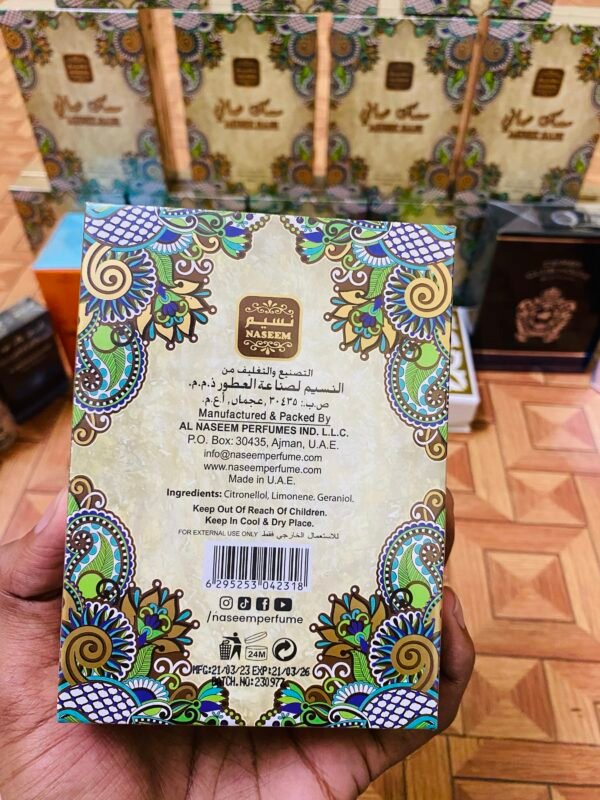 نسيم
NASEEM
التصنيع والتغليف من
النسيم لصناعة العطور ذ.م.م.
ص.ب.: ٣٠٤٣٥، عجمان، أ.ع.م.
Manufactured & Packed By
AL NASEEM PERFUMES IND. L.L.C.
P.O. Box: 30435, Ajman, U.A.E.
info@naseemperfume.com
www.naseemperfume.com
Made in U.A.E.
Ingredients: Citronellol, Limonene. Geraniol.
Keep Out Of Reach Of Children.
Keep In Cool & Dry Place.
FOR EXTERNAL USE ONLY للاستعمال الخارجي فقط
6 295253 042318
/naseemperfume
24M
MFG:21/03/23 EXP:21/03/26
BATCH.NO:230977